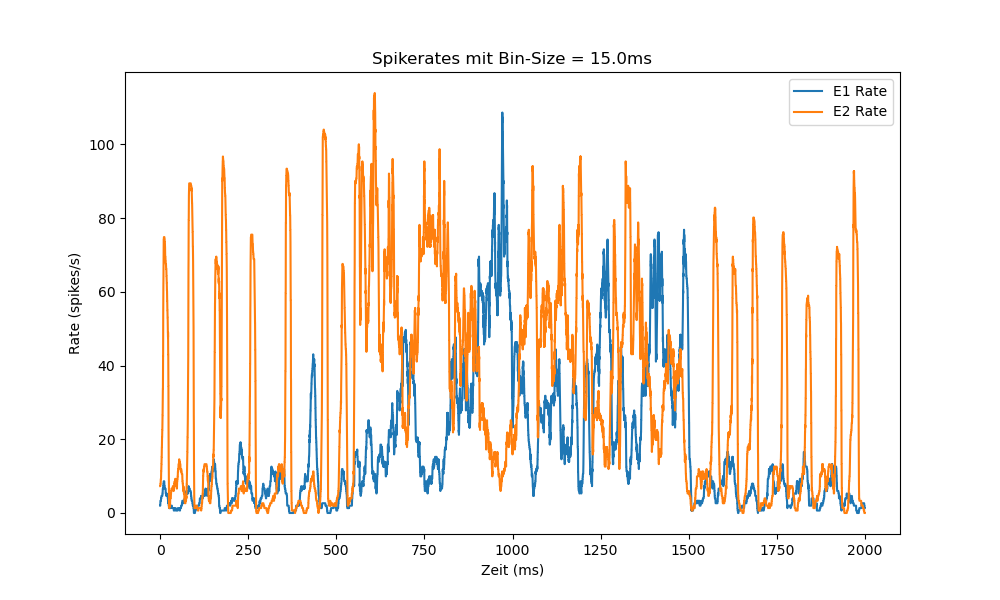 Spikerates mit Bin-Size = 15.0ms
E1 Rate
E2 Rate
Rate (spikes/s)
100
80
60
40
20
0
0 250 500 750 1000 1250 1500 1750 2000
Zeit (ms)